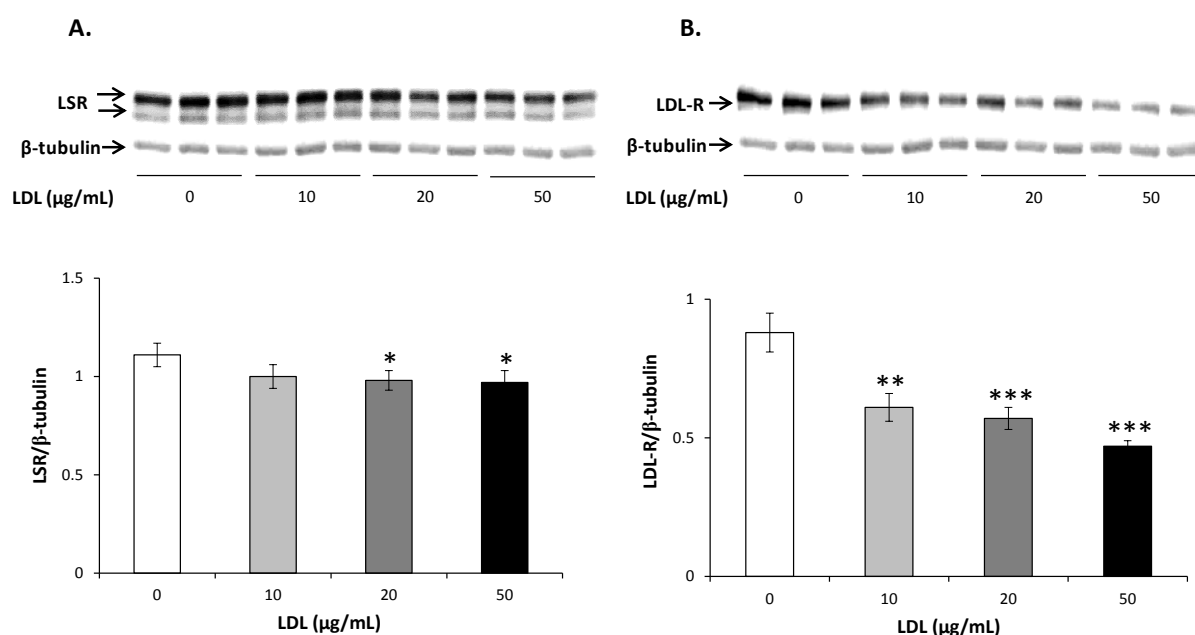 A.
B.
LSR
β-tubulin
LDL (µg/mL)
0 10 20 50
LDL-R
β-tubulin
LDL (µg/mL)
0 10 20 50
LSR/β-tubulin
1.5
1
0.5
0
* *
0 10 20 50
LDL (µg/mL)
LDL-R/β-tubulin
1
0.5
0
** *** ***
0 10 20 50
LDL (µg/mL)